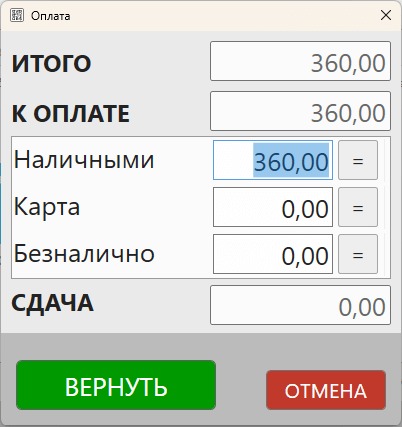 Оплата
ИТОГО 360,00
К ОПЛАТЕ 360,00
Наличными 360,00 =
Карта 0,00 =
Безналично 0,00 =
СДАЧА 0,00
ВЕРНУТЬ ОТМЕНА